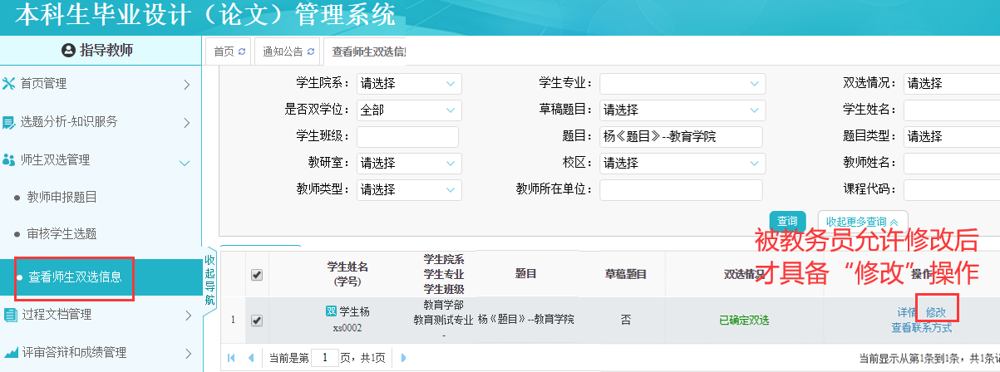 本科生毕业设计（论文）管理系统
指导教师
首页 通知公告 查看师生双选信
首页管理
选题分析-知识服务
师生双选管理
教师申报题目
审核学生选题
查看师生双选信息
过程文档管理
评审答辩和成绩管理
收起导航
学生院系： 请选择 学生专业： 双选情况： 请选择
是否双学位： 全部 草稿题目： 请选择 学生姓名：
学生班级： 题目： 杨《题目》--教育学院 题目类型： 请选择
教研室： 请选择 校区： 请选择 教师姓名：
教师类型： 请选择 教师所在单位： 课程代码：
查询 收起更多查询
被教务员允许修改后
才具备“修改”操作
学生姓名
(学号)
学生院系
学生专业
学生班级
题目 草稿题目 双选情况 操作
1 双 学生杨
xs0002
教育学部
教育测试专业
-
杨《题目》--教育学院 否 已确定双选 详情 修改
查看联系方式
当前是第 1 页，共1页 当前显示从第1条到1条，共1条